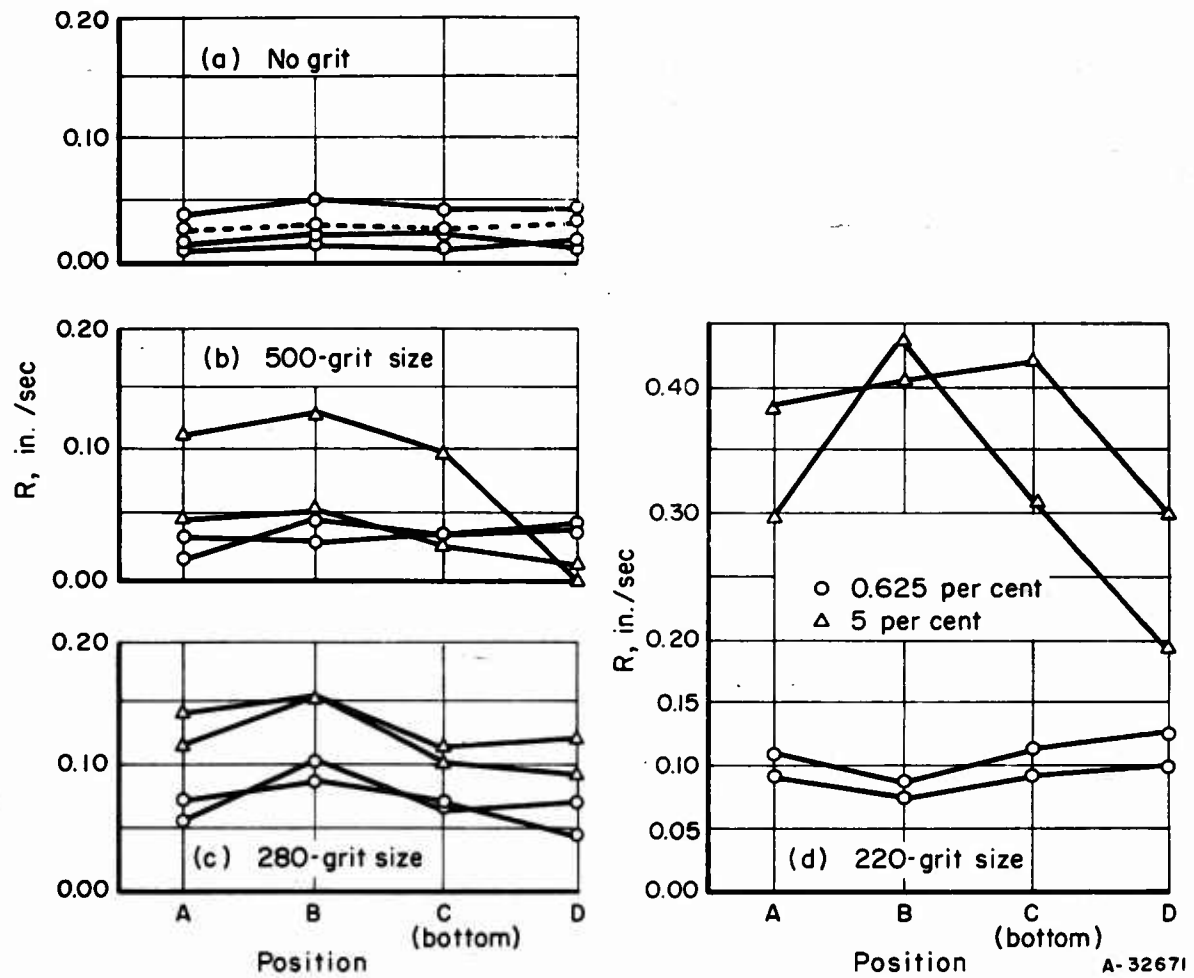 0.20
(a) No grit
0.10
0.00
0.20
(b) 500-grit size
0.10
0.00
R, in./sec
0.20
0.10
(c) 280-grit size
0.00
A B C D
(bottom)
Position
0.40
0.30
R, in./sec
0.625 per cent
5 per cent
0.20
0.15
0.10
0.05
(d) 220-grit size
0.00
A B C D
(bottom)
Position
A-32671